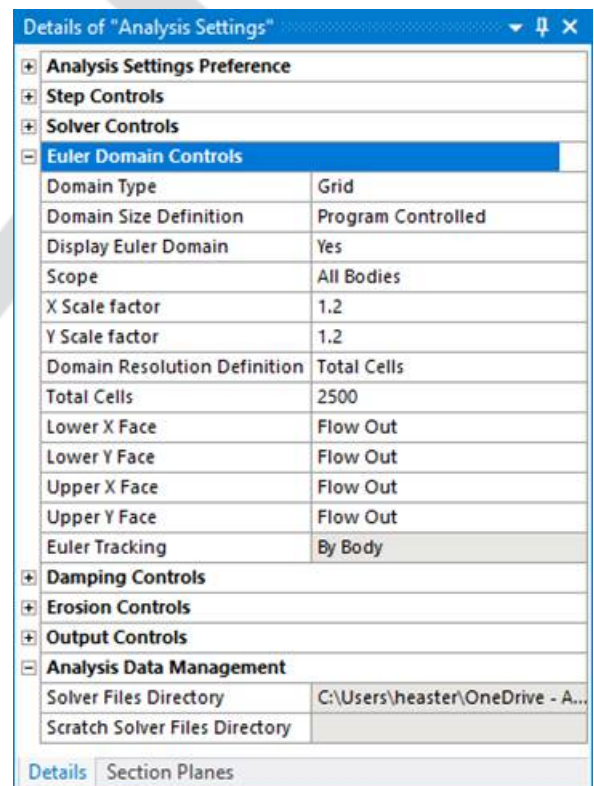 Details of "Analysis Settings"
Analysis Settings Preference
Step Controls
Solver Controls
Euler Domain Controls
Domain Type Grid
Domain Size Definition Program Controlled
Display Euler Domain Yes
Scope All Bodies
X Scale factor 1.2
Y Scale factor 1.2
Domain Resolution Definition Total Cells
Total Cells 2500
Lower X Face Flow Out
Lower Y Face Flow Out
Upper X Face Flow Out
Upper Y Face Flow Out
Euler Tracking By Body
Damping Controls
Erosion Controls
Output Controls
Analysis Data Management
Solver Files Directory C:\Users\heaster\OneDrive - A...
Scratch Solver Files Directory
Details Section Planes